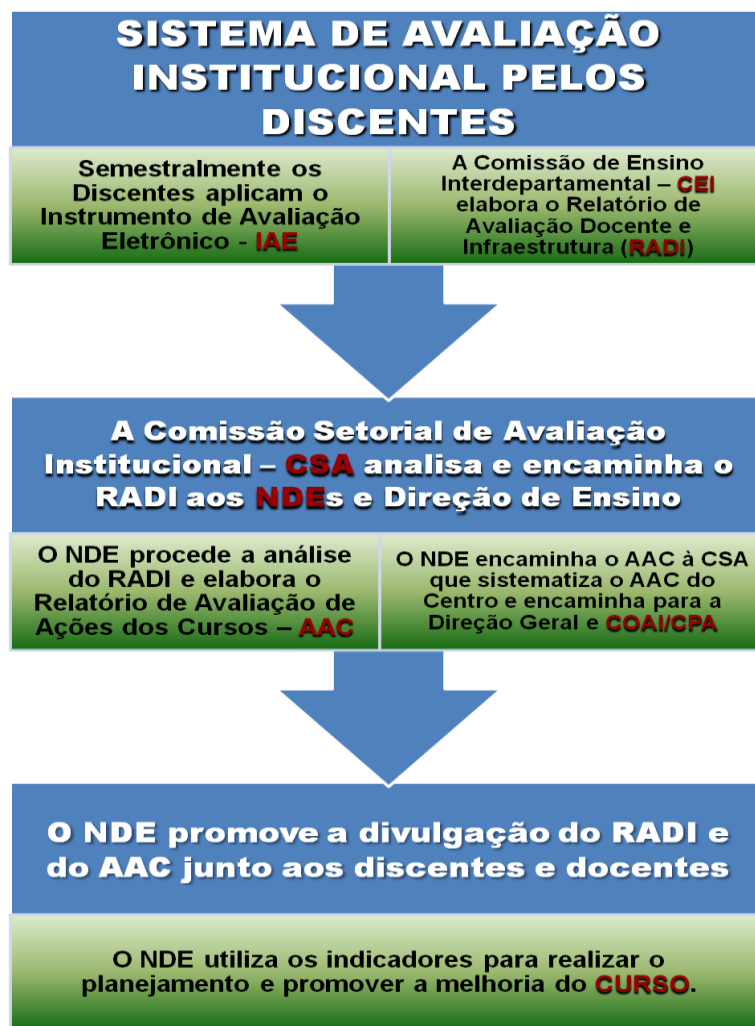 SISTEMA DE AVALIAÇÃO
INSTITUCIONAL PELOS
DISCENTES
Semestralmente os
Discentes aplicam o
Instrumento de Avaliação
Eletrônico - IAE
A Comissão de Ensino
Interdepartamental – CEI
elabora o Relatório de
Avaliação Docente e
Infraestrutura (RADI)
A Comissão Setorial de Avaliação
Institucional – CSA analisa e encaminha o
RADI aos NDEs e Direção de Ensino
O NDE procede a análise
do RADI e elabora o
Relatório de Avaliação de
Ações dos Cursos – AAC
O NDE encaminha o AAC à CSA
que sistematiza o AAC do
Centro e encaminha para a
Direção Geral e COAI/CPA
O NDE promove a divulgação do RADI e
do AAC junto aos discentes e docentes
O NDE utiliza os indicadores para realizar o
planejamento e promover a melhoria do CURSO.